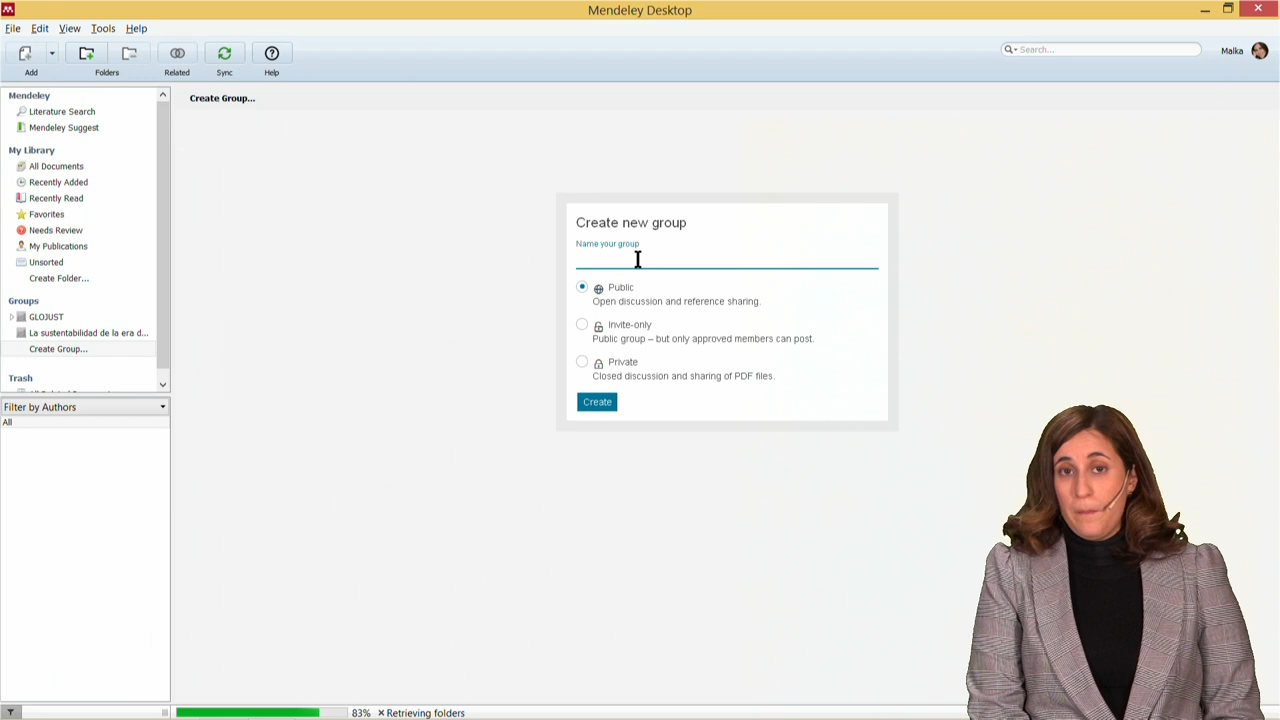 Mendeley Desktop
File Edit View Tools Help
Add Folders Related Sync Help
Search...
Malka
Mendeley
Literature Search
Mendeley Suggest
My Library
All Documents
Recently Added
Recently Read
Favorites
Needs Review
My Publications
Unsorted
Create Folder...
Groups
GLOJUST
La sustentabilidad de la era d...
Create Group...
Trash
Filter by Authors
All
Create Group...
Create new group
Name your group
Public
Open discussion and reference sharing.
Invite-only
Public group – but only approved members can post.
Private
Closed discussion and sharing of PDF files.
Create
83% Retrieving folders